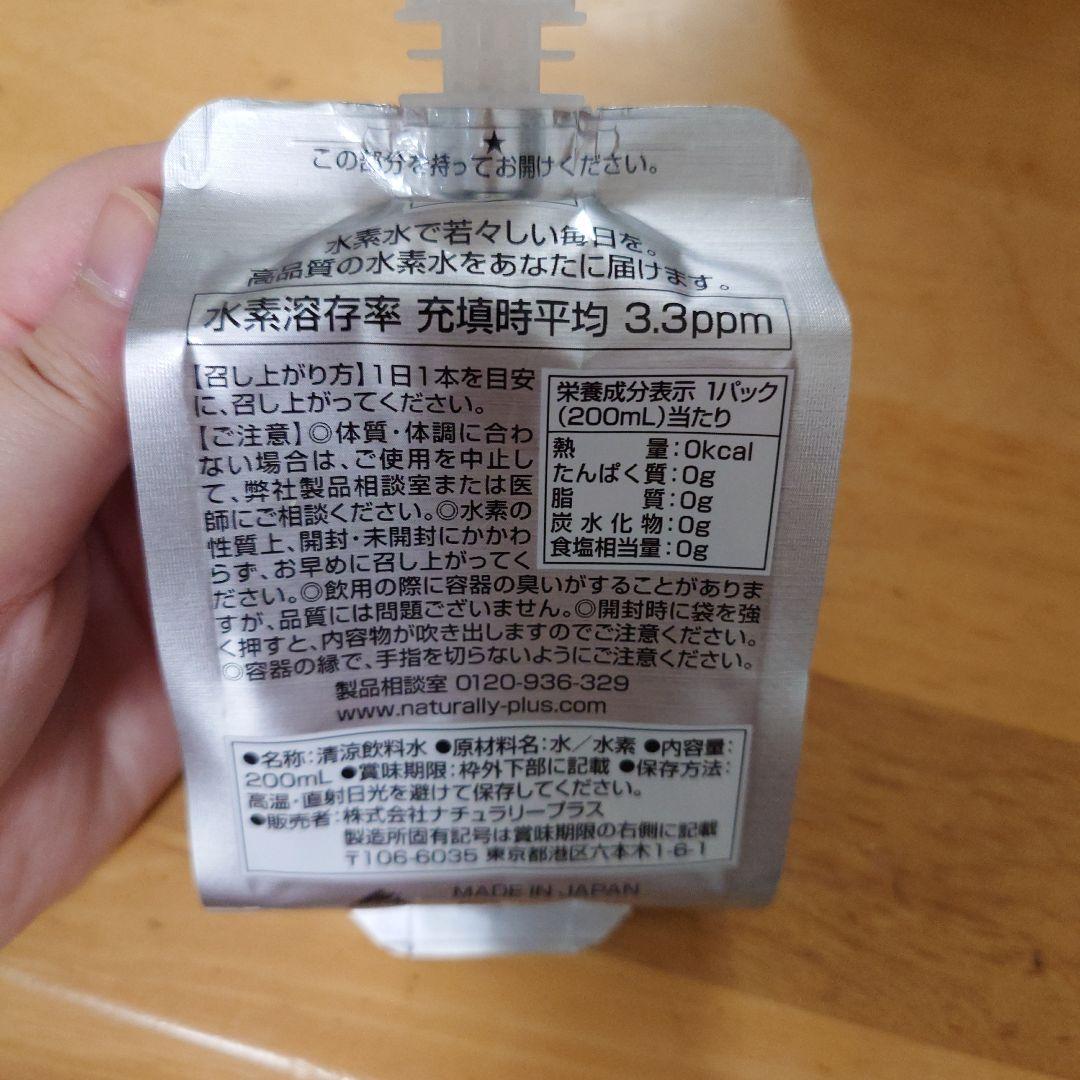 ★
この部分を持ってお開けください。
水素水で若々しい毎日を。
高品質の水素水をあなたに届けます。
水素溶存率 充填時平均 3.3ppm
【召し上がり方】1日1本を目安
に、召し上がってください。
【ご注意】◎体質・体調に合わ
ない場合は、ご使用を中止し
て、弊社製品相談室または医
師にご相談ください。◎水素の
性質上、開封・未開封にかかわ
らず、お早めに召し上がってく
ださい。◎飲用の際に容器の臭いがすることがありま
すが、品質には問題ございません。◎開封時に袋を強
く押すと、内容物が吹き出しますのでご注意ください。
◎容器の縁で、手指を切らないようにご注意ください。
栄養成分表示 1パック
(200mL)当たり
熱量:0kcal
たんぱく質:0g
脂質:0g
炭水化物:0g
食塩相当量:0g
製品相談室 0120-936-329
www.naturally-plus.com
●名称:清涼飲料水 ●原材料名:水/水素 ●内容量:
200mL ●賞味期限:枠外下部に記載 ●保存方法:
高温・直射日光を避けて保存してください。
●販売者:株式会社ナチュラリープラス
製造所固有記号は賞味期限の右側に記載
〒106-6035 東京都港区六本木1-6-1
MADE IN JAPAN